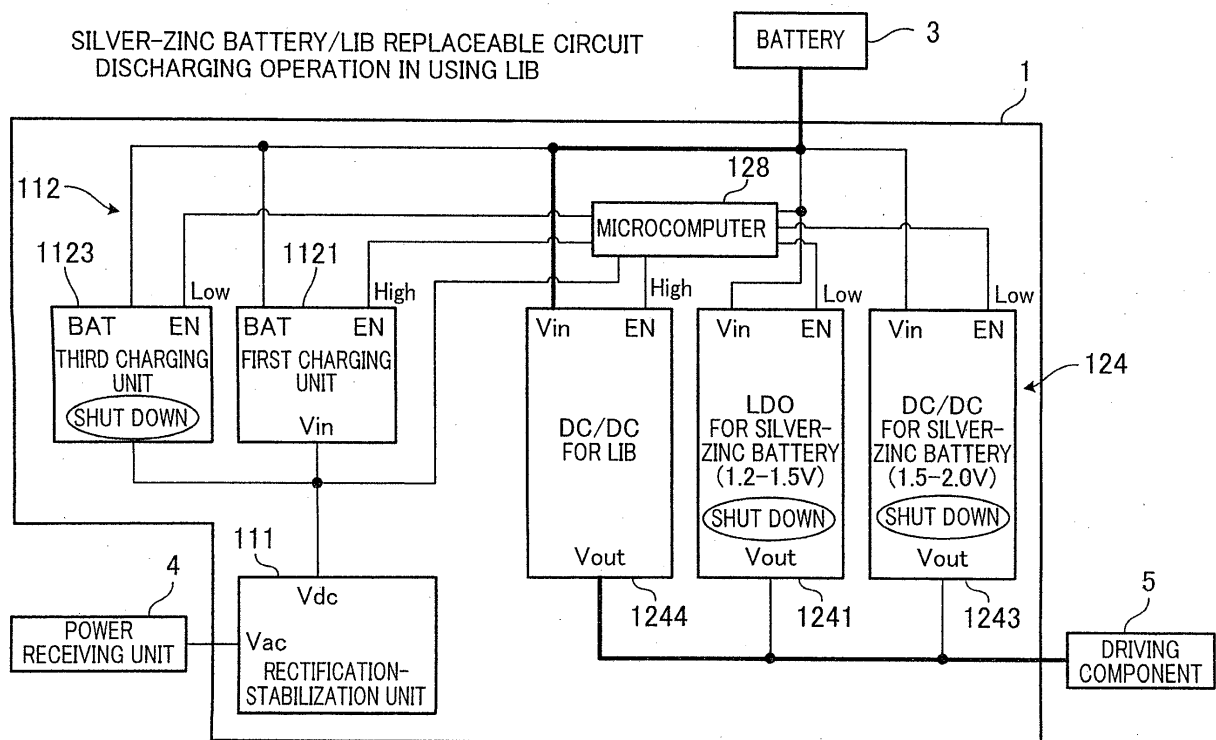 SILVER-ZINC BATTERY/LIB REPLACEABLE CIRCUIT
DISCHARGING OPERATION IN USING LIB
BATTERY
3
1
112
128
MICROCOMPUTER
1123
1121
Low
High
High
Low
Low
BAT EN
THIRD CHARGING
UNIT
SHUT DOWN
BAT EN
FIRST CHARGING
UNIT
Vin
Vin EN
DC/DC
FOR LIB
Vout
Vin EN
LDO
FOR SILVER-
ZINC BATTERY
(1.2-1.5V)
SHUT DOWN
Vout
Vin EN
DC/DC
FOR SILVER-
ZINC BATTERY
(1.5-2.0V)
SHUT DOWN
Vout
124
111
4
Vdc
Vac
RECTIFICATION-
STABILIZATION UNIT
POWER
RECEIVING UNIT
1244
1241
1243
5
DRIVING
COMPONENT